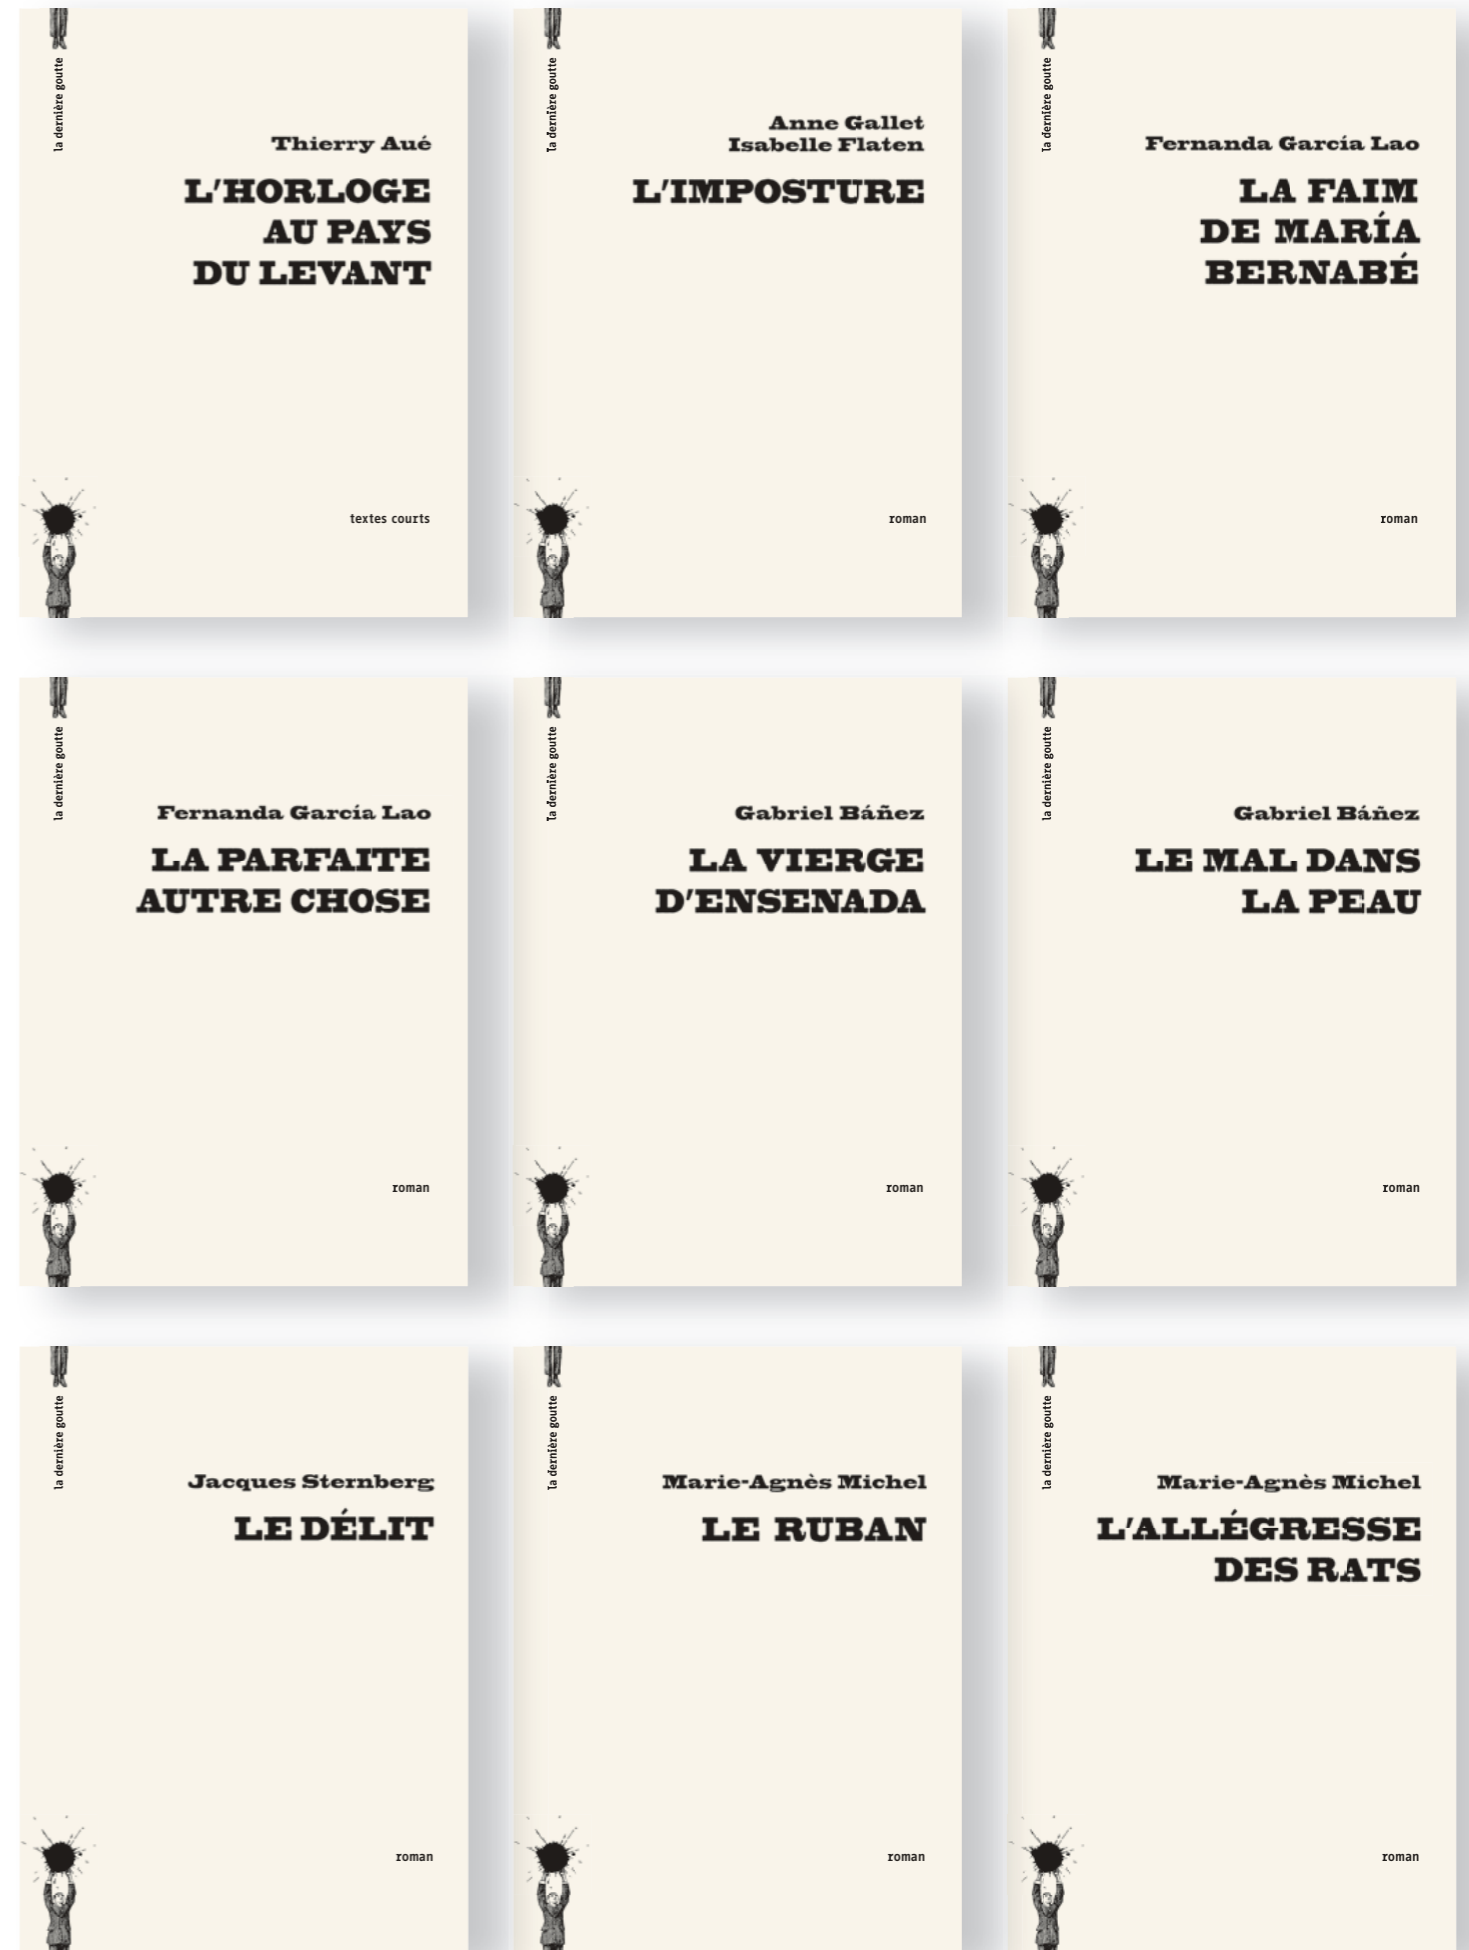 la dernière goutte
Thierry Aué
L'HORLOGE
AU PAYS
DU LEVANT
textes courts
la dernière goutte
Anne Gallet
Isabelle Flaten
L'IMPOSTURE
roman
la dernière goutte
Fernanda García Lao
LA FAIM
DE MARÍA
BERNABÉ
roman
la dernière goutte
Fernanda García Lao
LA PARFAITE
AUTRE CHOSE
roman
la dernière goutte
Gabriel Báñez
LA VIERGE
D'ENSENADA
roman
la dernière goutte
Gabriel Báñez
LE MAL DANS
LA PEAU
roman
la dernière goutte
Jacques Sternberg
LE DÉLIT
roman
la dernière goutte
Marie-Agnès Michel
LE RUBAN
roman
la dernière goutte
Marie-Agnès Michel
L'ALLÉGRESSE
DES RATS
roman